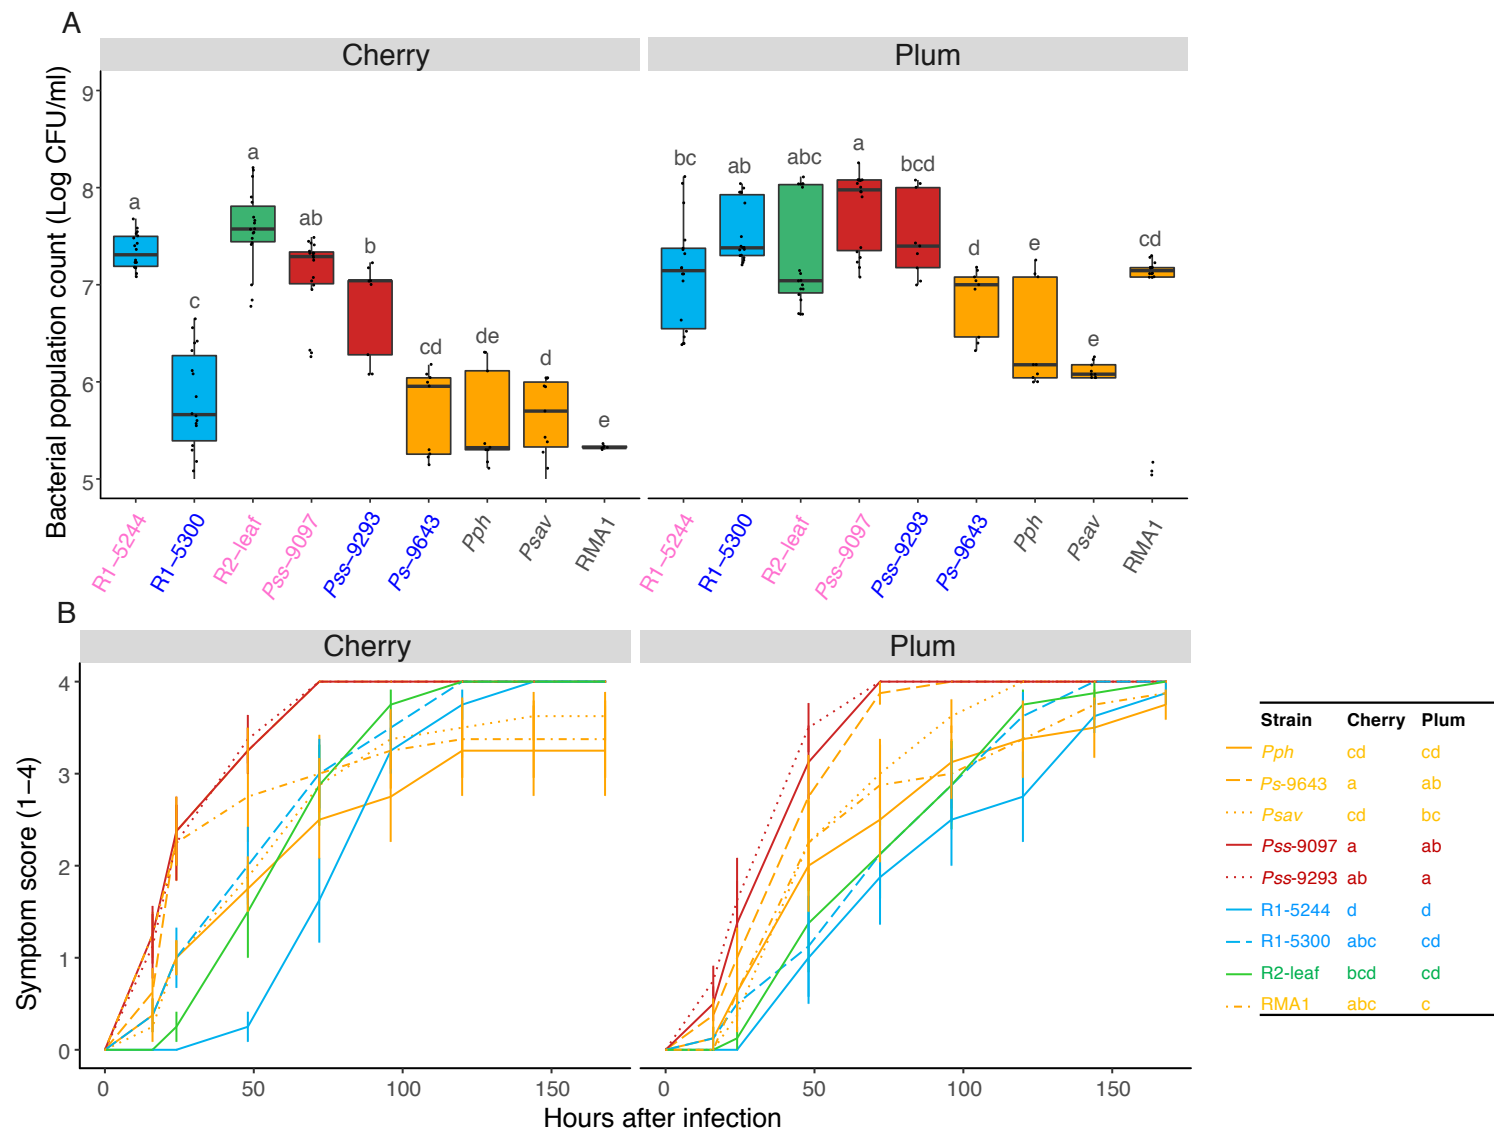 A
Cherry Plum
Bacterial population count (Log CFU/ml)
9
8
7
6
5
a c a ab b cd de d e
bc ab abc a bcd d e e cd
R1−5244 R1−5300 R2−leaf Pss−9097 Pss−9293 Ps−9643 Pph Psav RMA1
R1−5244 R1−5300 R2−leaf Pss−9097 Pss−9293 Ps−9643 Pph Psav RMA1
B
Cherry Plum
Symptom score (1−4)
4
3
2
1
0
0 50 100 150 0 50 100 150
Hours after infection
Strain Cherry Plum
Pph cd cd
Ps-9643 a ab
Psav cd bc
Pss-9097 a ab
Pss-9293 ab a
R1-5244 d d
R1-5300 abc cd
R2-leaf bcd cd
RMA1 abc c